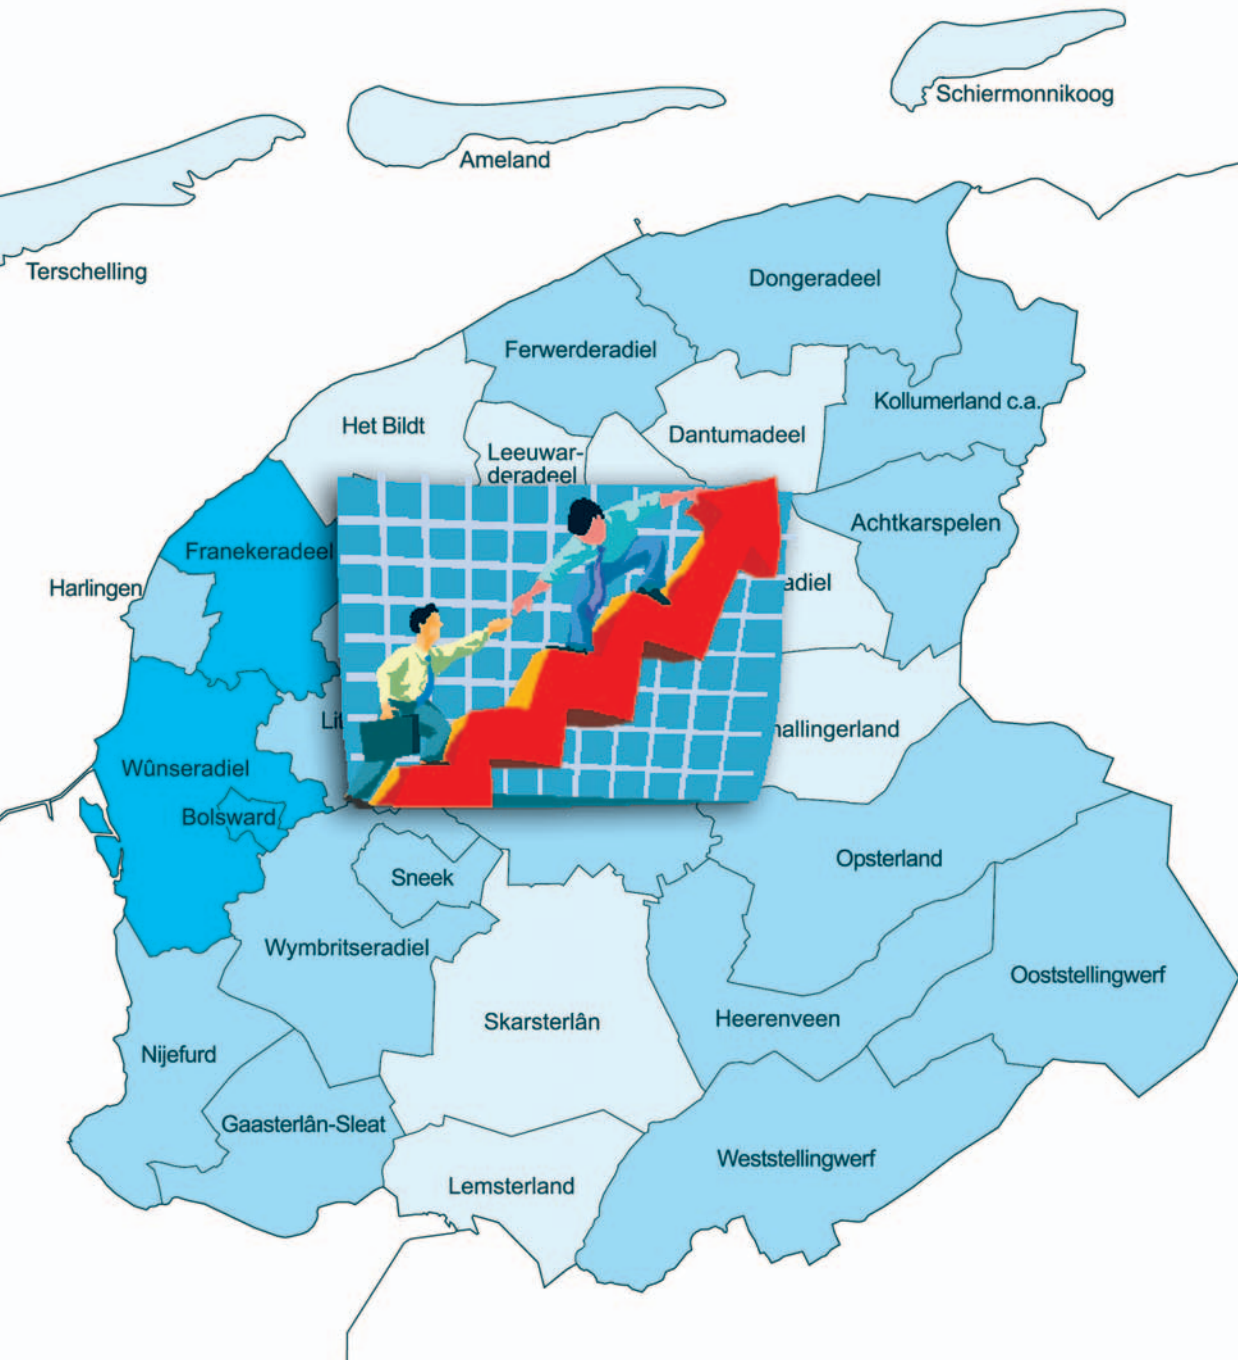 Schiermonnikoog
Ameland
Terschelling
Dongeradeel
Ferwerderadiel
Kollumerland c.a.
Het Bildt
Dantumadeel
Leeuwar-
deradeel
Achtkarspelen
Franekeradeel
Harlingen
adiel
Lit
allingerland
Wûnseradiel
Bolsward
Opsterland
Sneek
Wymbritseradiel
Ooststellingwerf
Skarsterlân
Heerenveen
Nijefurd
Gaasterlân-Sleat
Weststellingwerf
Lemsterland